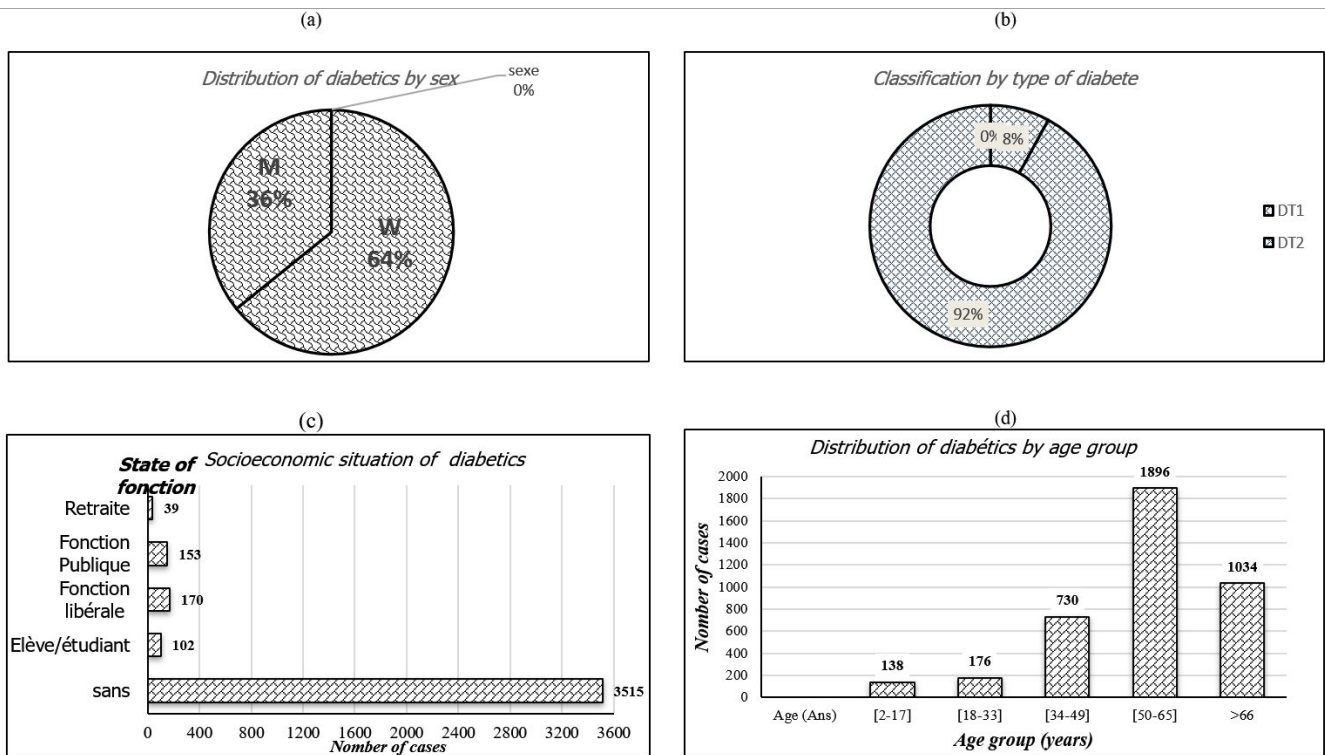 (a)
Distribution of diabetics by sex
sexe
0%
M
36%
W
64%
(b)
Classification by type of diabete
0%
8%
92%
DT1
DT2
(c)
Socioeconomic situation of diabetics
State of
fonction
Retraite
39
Fonction
Publique
153
Fonction
libérale
170
Elève/étudiant
102
sans
3515
0 400 800 1200 1600 2000 2400 2800 3200 3600
Nomber of cases
(d)
Distribution of diabétics by age group
Nomber of cases
2000
1800
1600
1400
1200
1000
800
600
400
200
0
138
176
730
1896
1034
Age (Ans) [2-17] [18-33] [34-49] [50-65] >66
Age group (years)